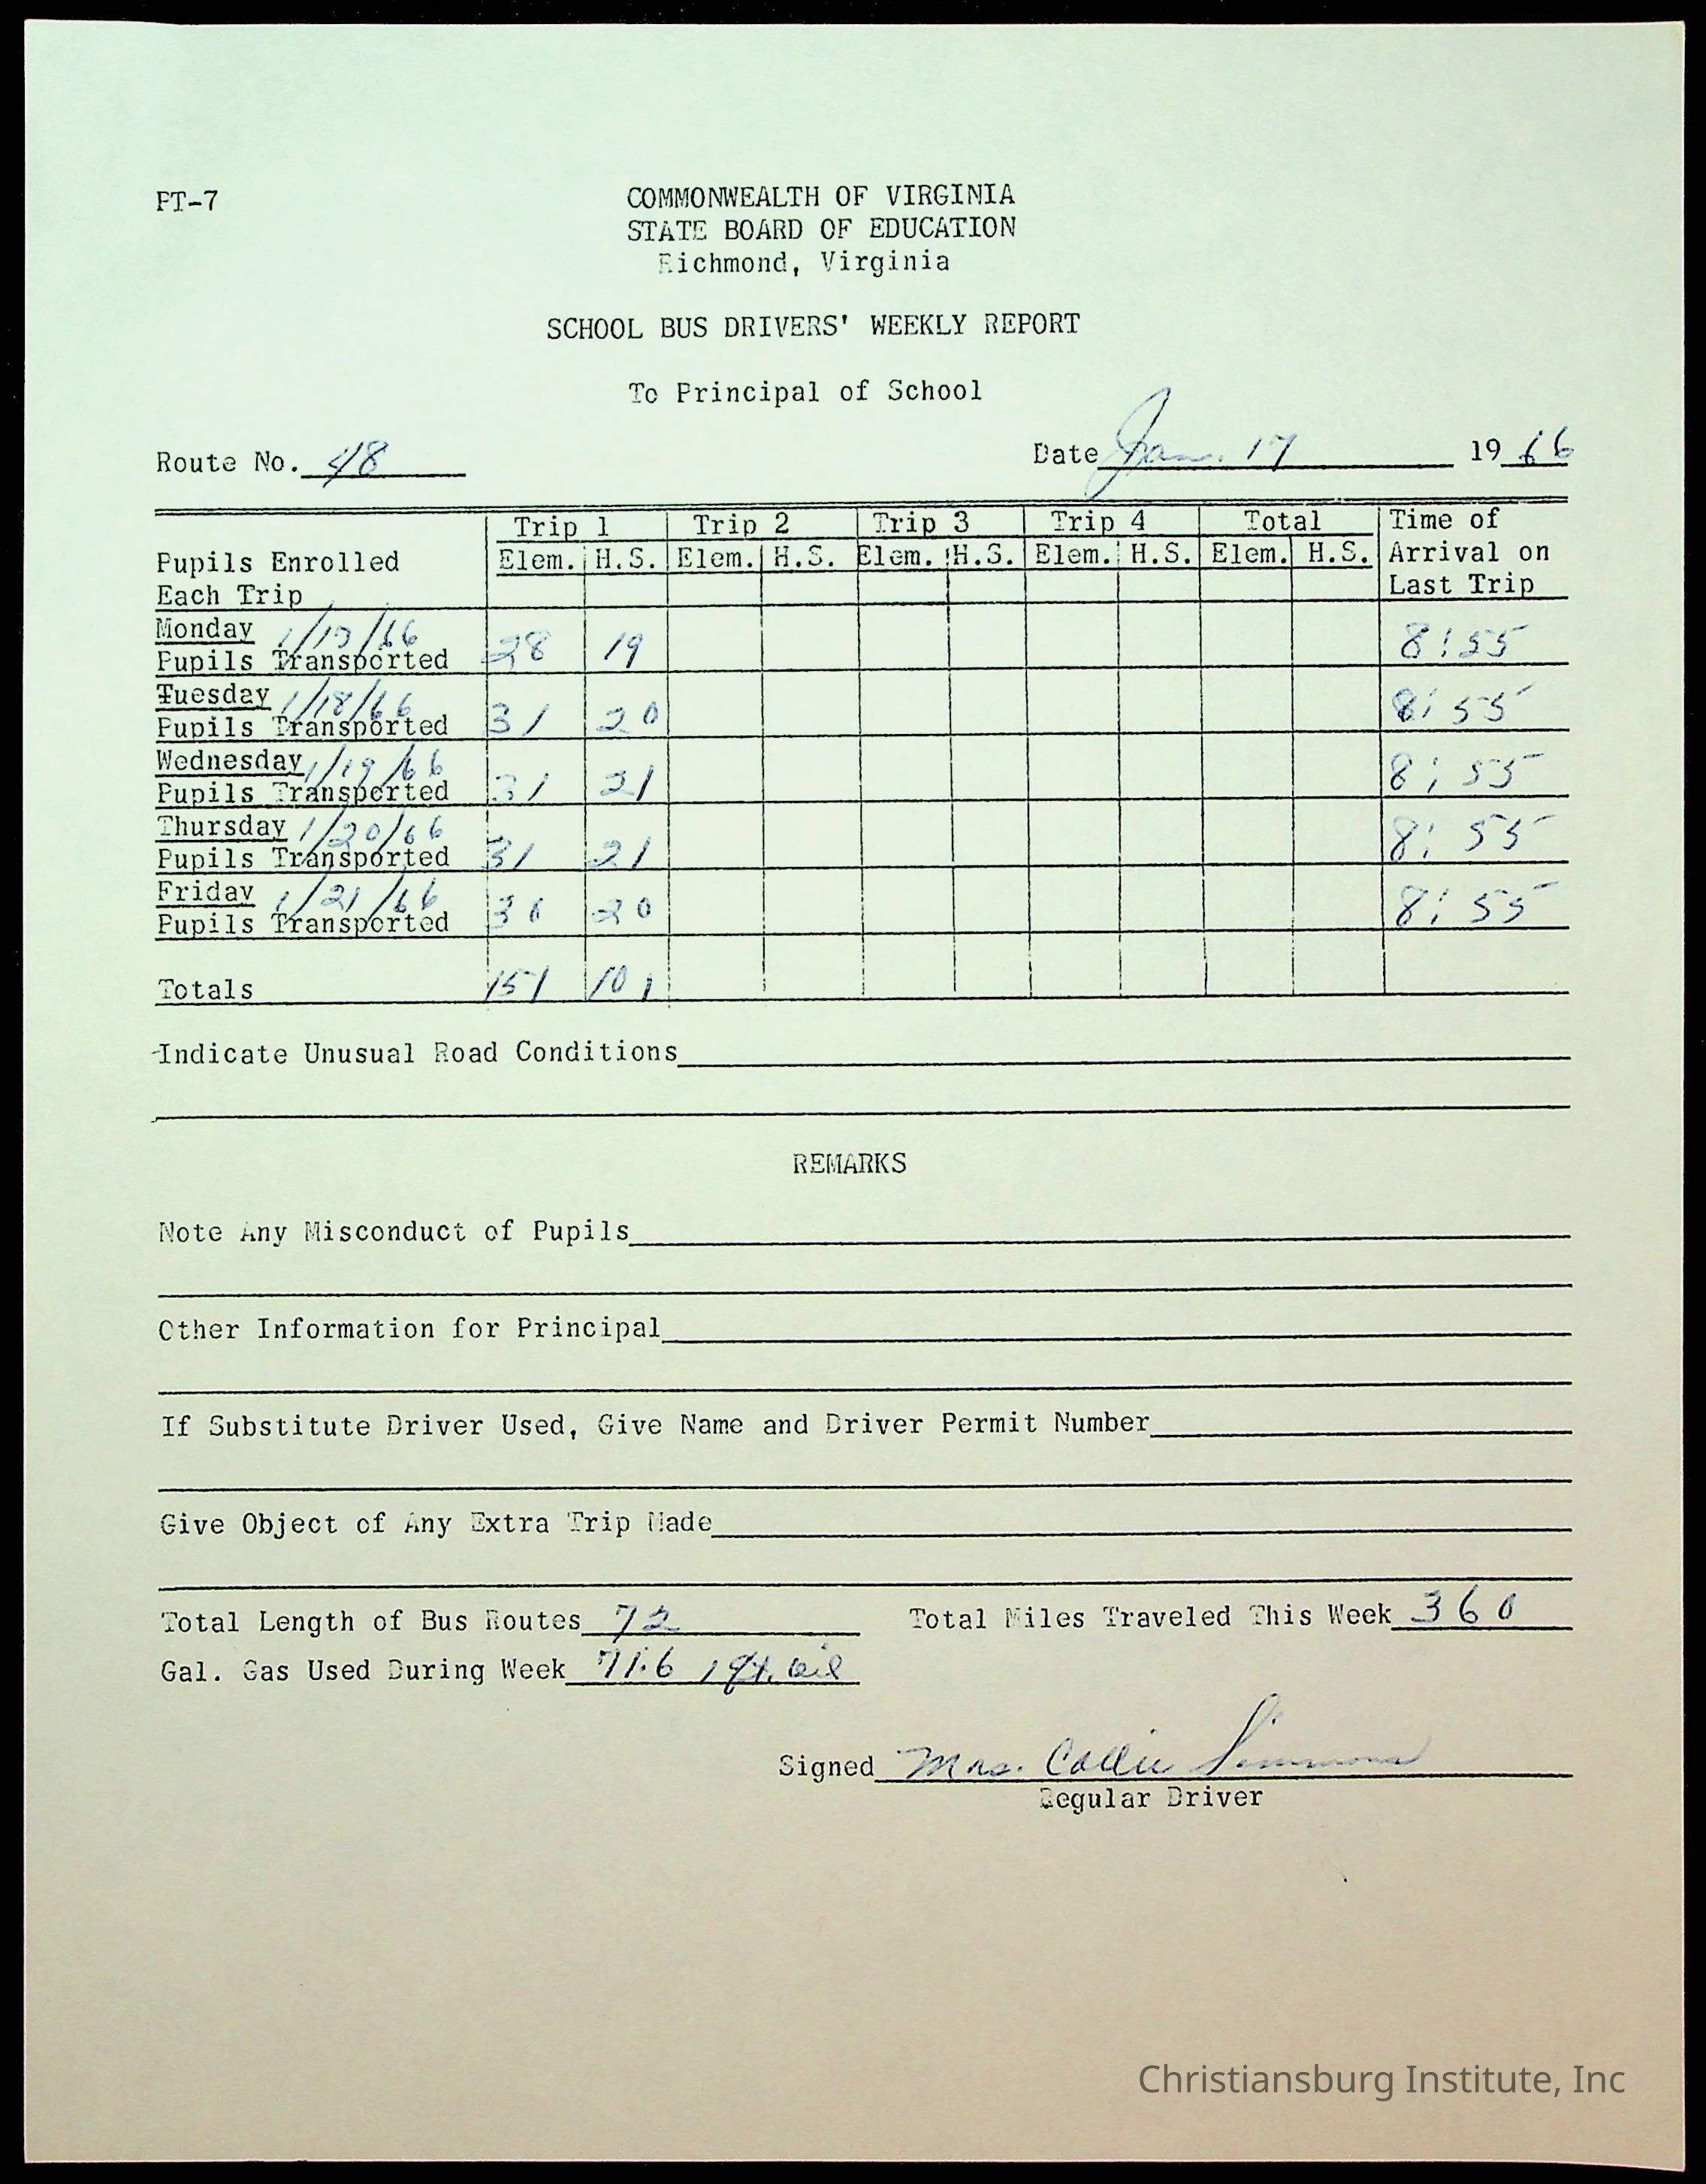 PT-7
COMMONWEALTH OF VIRGINIA
STATE BOARD OF EDUCATION
Richmond, Virginia
SCHOOL BUS DRIVERS' WEEKLY REPORT
To Principal of School
Route No. 48 Date Jan. 17 1966
Trip 1 Trip 2 Trip 3 Trip 4 Total Time of
Pupils Enrolled Elem. H.S. Elem. H.S. Elem. H.S. Elem. H.S. Elem. H.S. Arrival on
Each Trip Last Trip
Monday 1/17/66
Pupils Transported 28 19 8:55
Tuesday 1/18/66
Pupils Transported 31 20 8:55
Wednesday 1/19/66
Pupils Transported 31 21 8:55
Thursday 1/20/66
Pupils Transported 31 21 8:55
Friday 1/21/66
Pupils Transported 30 20 8:55
Totals 151 101
Indicate Unusual Road Conditions
REMARKS
Note Any Misconduct of Pupils
Other Information for Principal
If Substitute Driver Used, Give Name and Driver Permit Number
Give Object of Any Extra Trip Made
Total Length of Bus Routes 72 Total Miles Traveled This Week 360
Gal. Gas Used During Week 71.6 1 qt. oil
Signed Mrs. Callie Simmons
Regular Driver
Christiansburg Institute, Inc